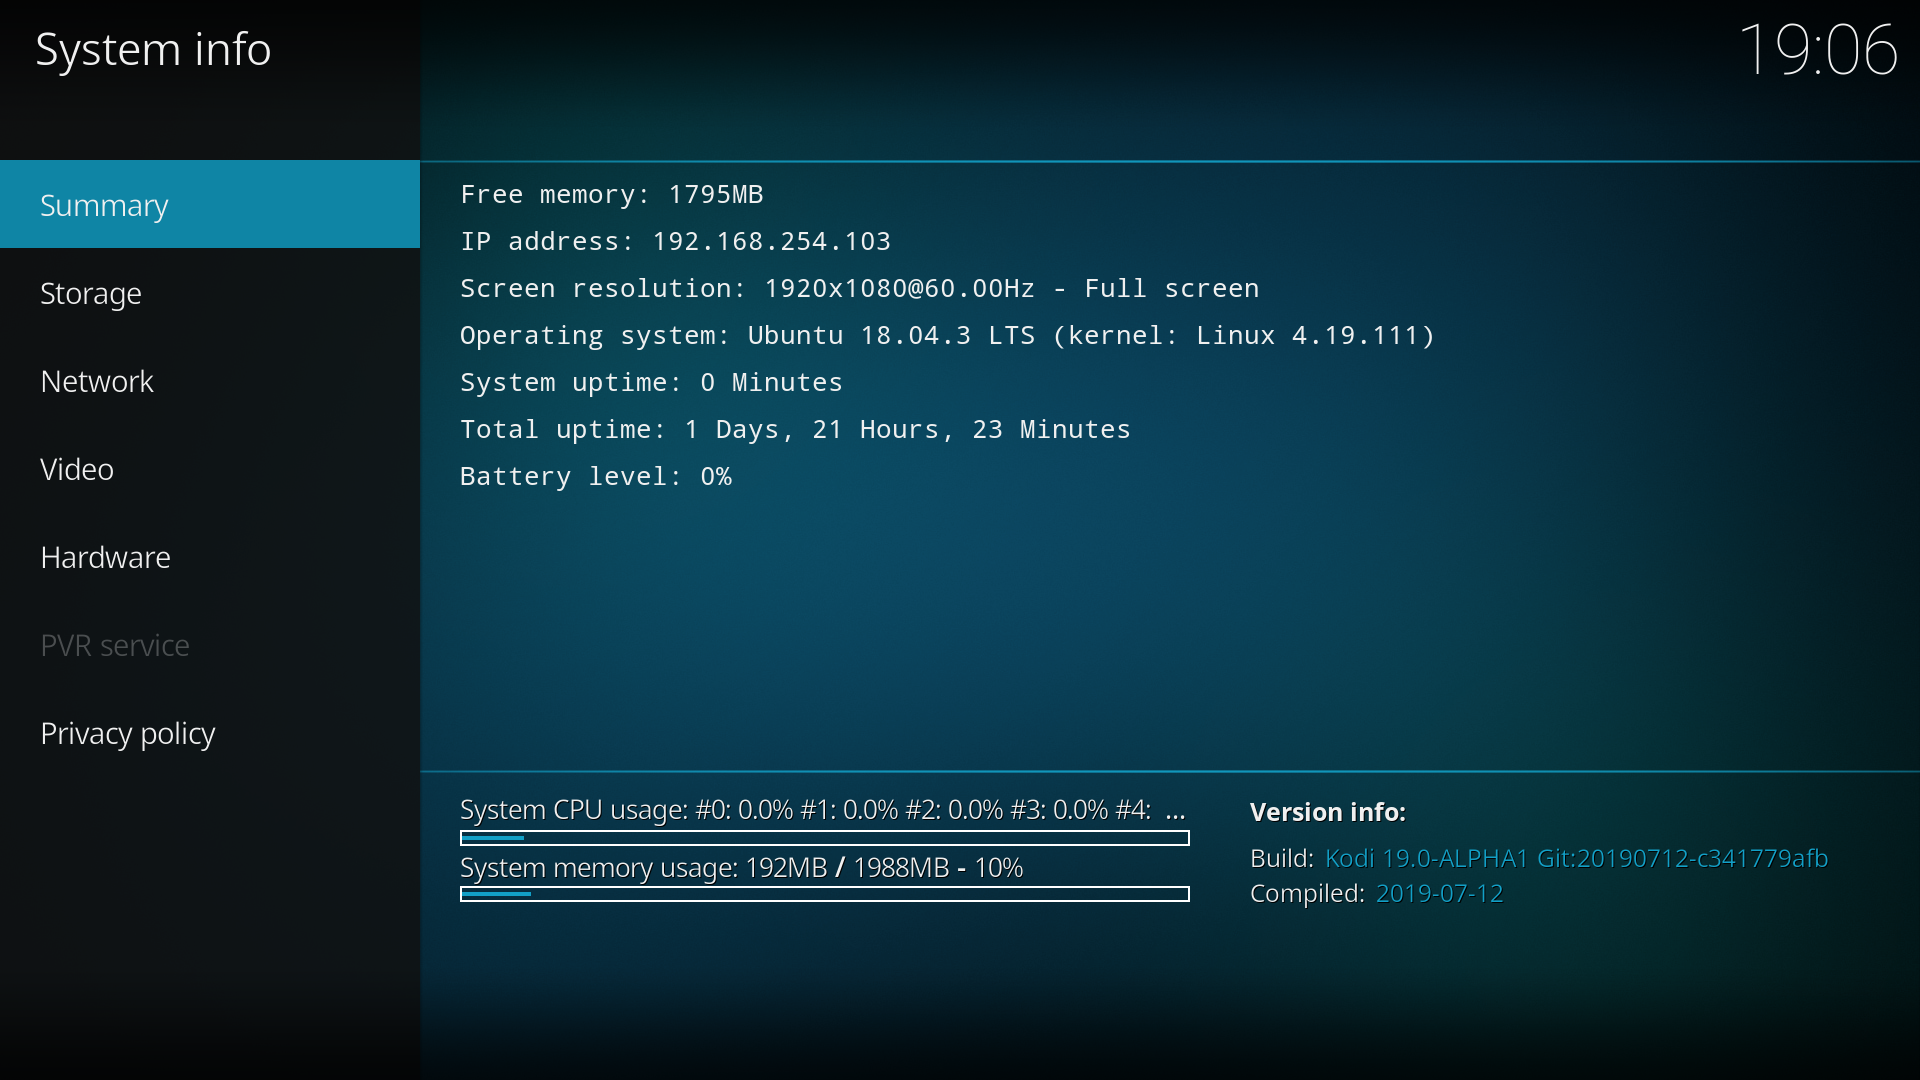 System info
19:06
Summary
Storage
Network
Video
Hardware
PVR service
Privacy policy
Free memory: 1795MB
IP address: 192.168.254.103
Screen resolution: 1920x1080@60.00Hz - Full screen
Operating system: Ubuntu 18.04.3 LTS (kernel: Linux 4.19.111)
System uptime: 0 Minutes
Total uptime: 1 Days, 21 Hours, 23 Minutes
Battery level: 0%
System CPU usage: #0: 0.0% #1: 0.0% #2: 0.0% #3: 0.0% #4: ...
System memory usage: 192MB / 1988MB - 10%
Version info:
Build: Kodi 19.0-ALPHA1 Git:20190712-c341779afb
Compiled: 2019-07-12